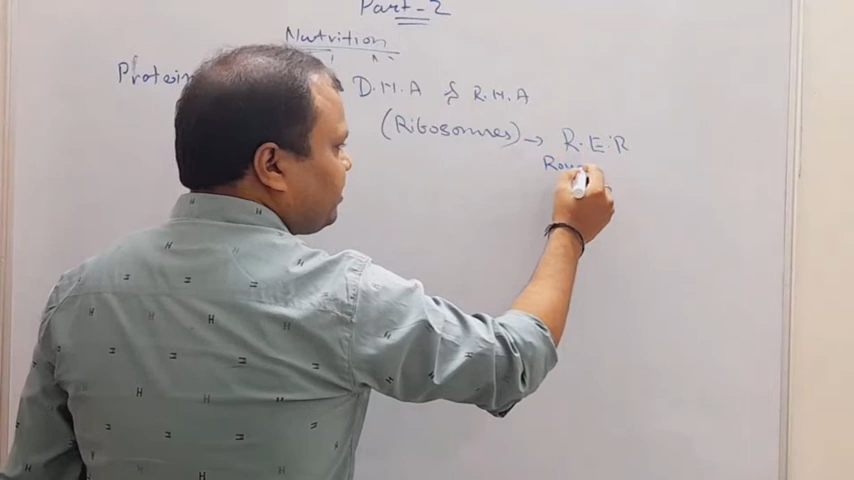 Part-2
Nutrition
Protein
D.H.A & R.H.A
(Ribosomes) → R.E.R